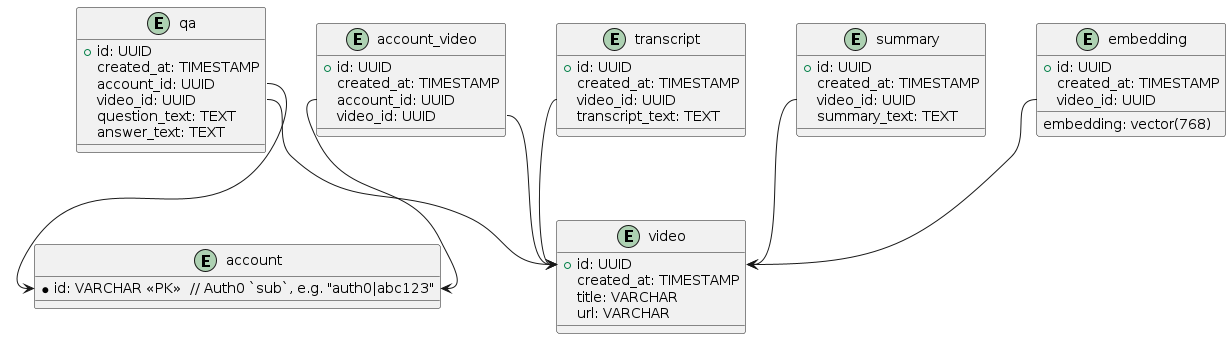 E qa
id: UUID
created_at: TIMESTAMP
account_id: UUID
video_id: UUID
question_text: TEXT
answer_text: TEXT
E account_video
id: UUID
created_at: TIMESTAMP
account_id: UUID
video_id: UUID
E transcript
id: UUID
created_at: TIMESTAMP
video_id: UUID
transcript_text: TEXT
E summary
id: UUID
created_at: TIMESTAMP
video_id: UUID
summary_text: TEXT
E embedding
id: UUID
created_at: TIMESTAMP
video_id: UUID
embedding: vector(768)
E account
id: VARCHAR «PK»  // Auth0 `sub`, e.g. "auth0|abc123"
E video
id: UUID
created_at: TIMESTAMP
title: VARCHAR
url: VARCHAR